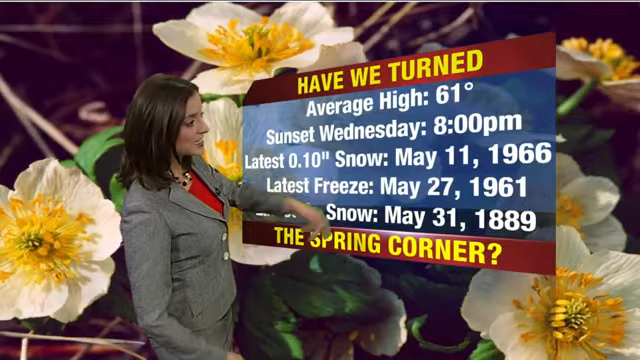 HAVE WE TURNED
Average High: 61°
Sunset Wednesday: 8:00pm
Latest 0.10" Snow: May 11, 1966
Latest Freeze: May 27, 1961
Snow: May 31, 1889
THE SPRING CORNER?